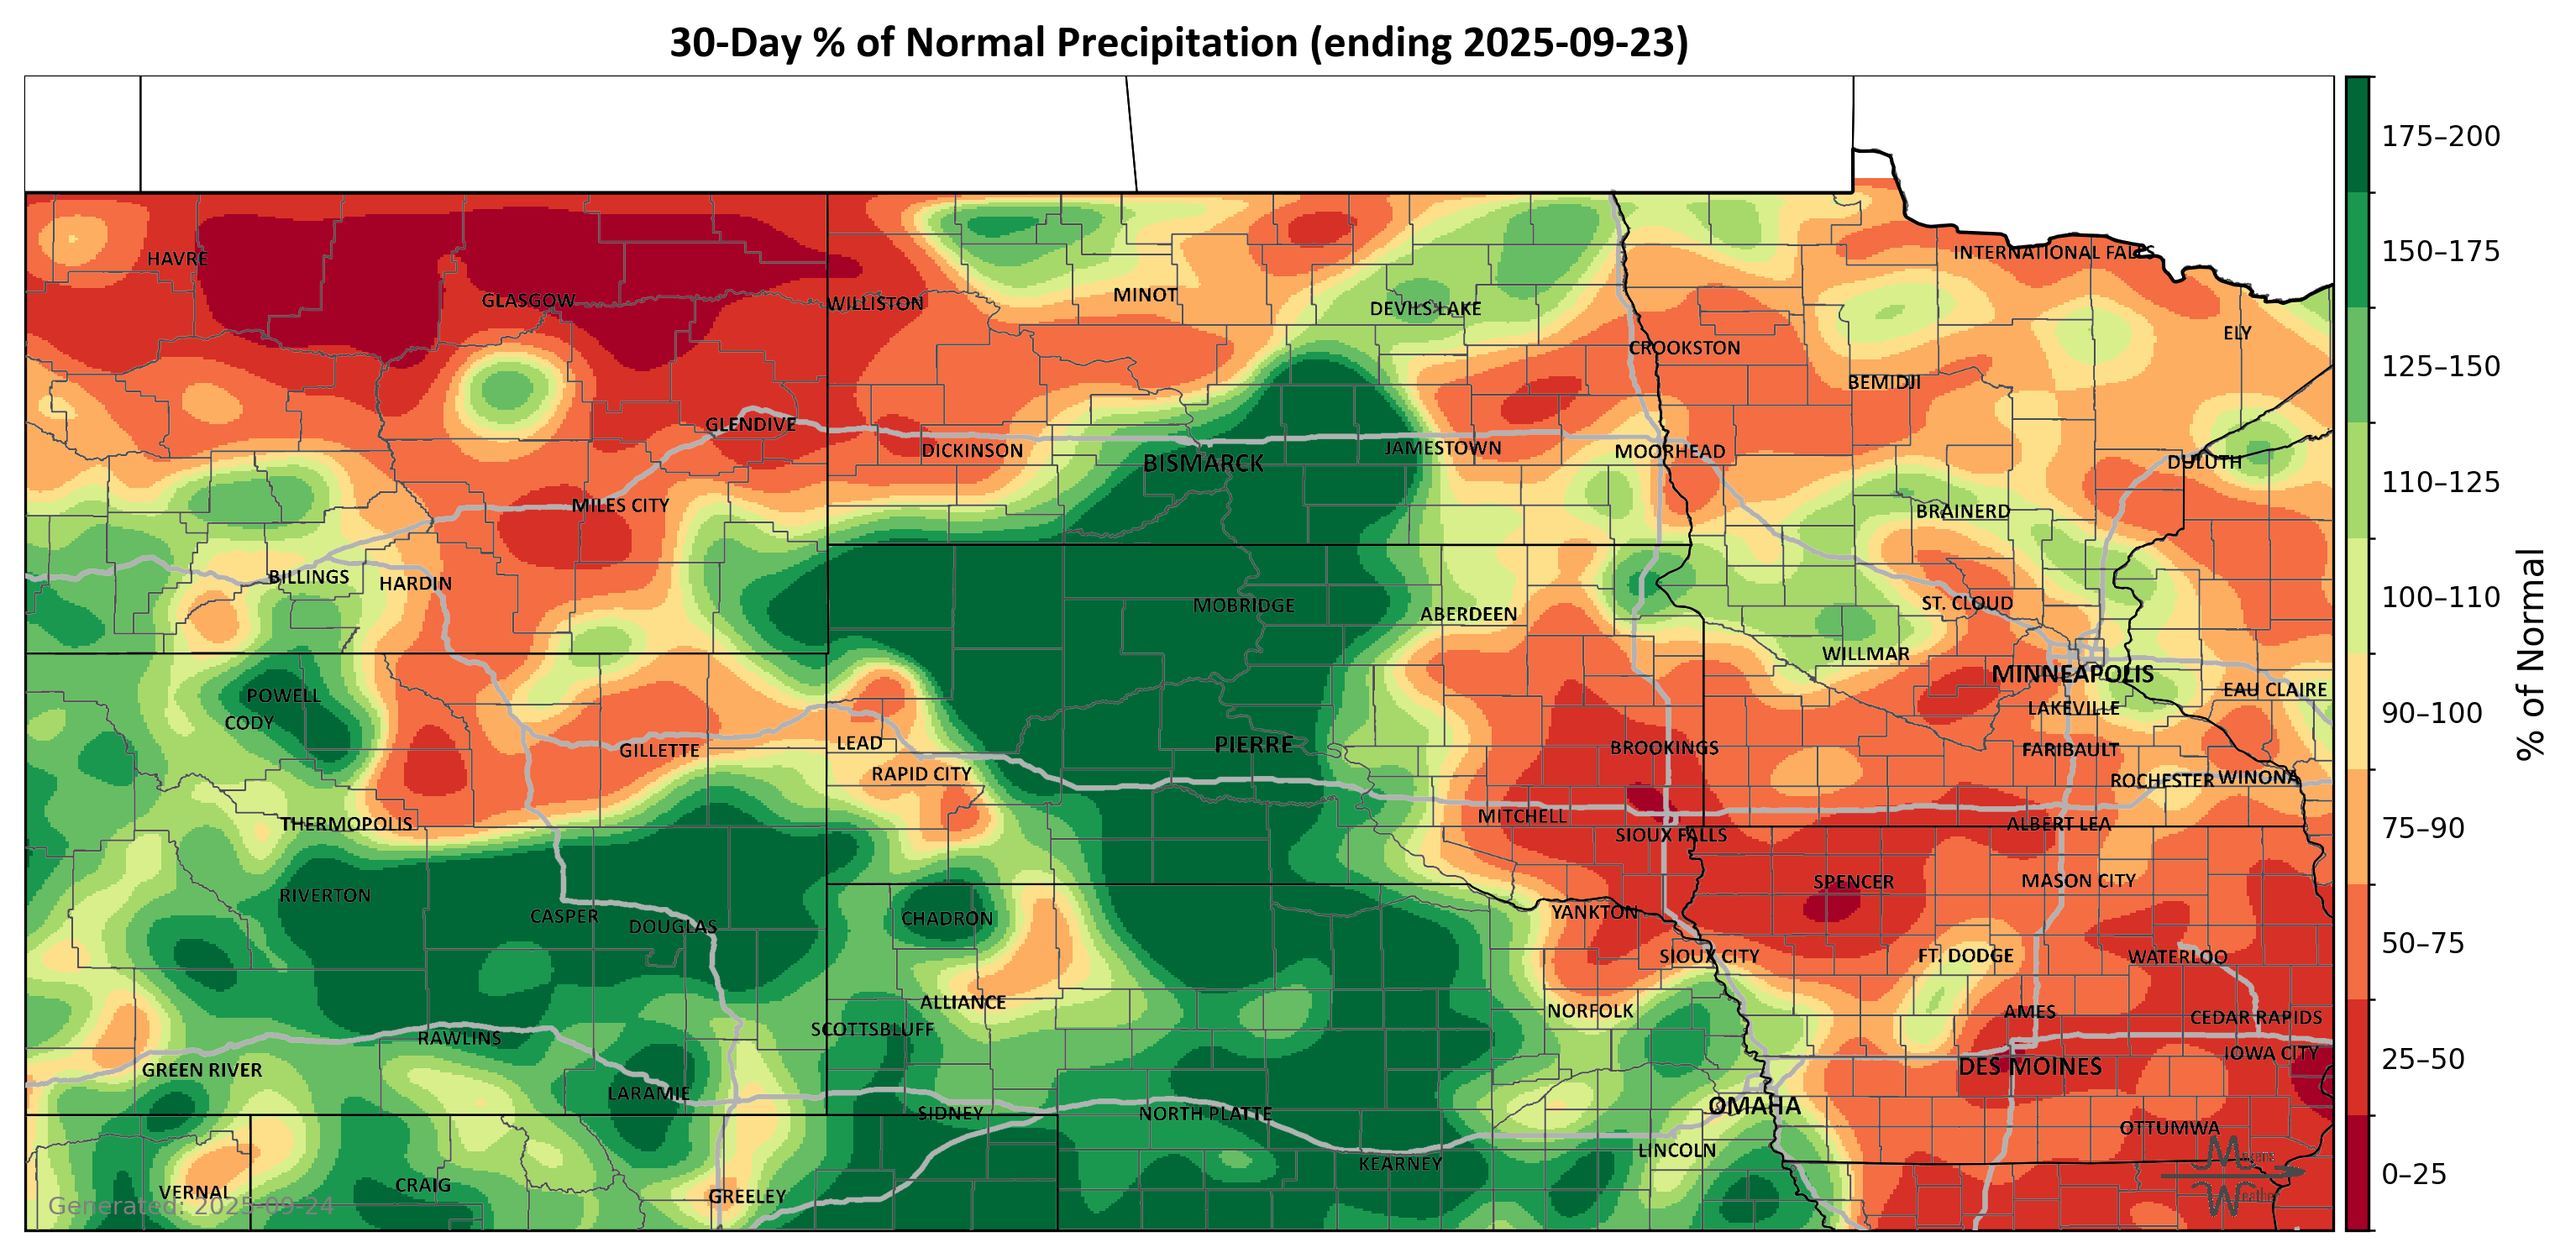 30-Day % of Normal Precipitation (ending 2025-09-23)
175–200
HAVRE
INTERNATIONAL FALLS
150–175
GLASGOW
WILLISTON
MINOT
DEVILS LAKE
ELY
CROOKSTON
125–150
BEMIDJI
GLENDIVE
DICKINSON
BISMARCK
JAMESTOWN
MOORHEAD
DULUTH
110–125
MILES CITY
BRAINERD
BILLINGS
HARDIN
MOBRIDGE
ABERDEEN
ST. CLOUD
100–110
WILLMAR
MINNEAPOLIS
% of Normal
POWELL
EAU CLAIRE
CODY
LAKEVILLE
90–100
GILLETTE
LEAD
PIERRE
BROOKINGS
FARIBAULT
RAPID CITY
ROCHESTER
WINONA
THERMOPOLIS
MITCHELL
SIOUX FALLS
ALBERT LEA
75–90
RIVERTON
SPENCER
MASON CITY
CASPER
DOUGLAS
CHADRON
YANKTON
SIOUX CITY
FT. DODGE
WATERLOO
50–75
ALLIANCE
NORFOLK
AMES
CEDAR RAPIDS
SCOTTSBLUFF
RAWLINS
GREEN RIVER
DES MOINES
IOWA CITY
25–50
LARAMIE
SIDNEY
NORTH PLATTE
OMAHA
OTTUMWA
LINCOLN
KEARNEY
Makens
Weather
0–25
VERNAL
CRAIG
GREELEY
Generated: 2025-09-24